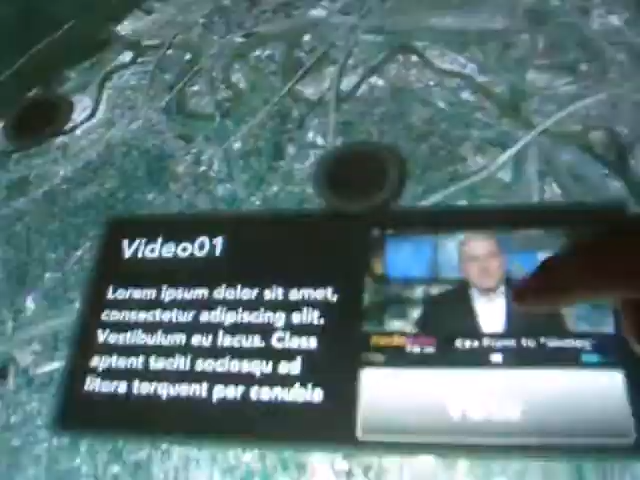 Video01
Lorem ipsum dolor sit amet,
consectetur adipiscing elit.
Vestibulum eu lacus. Class
aptent taciti sociosqu ad
litora torquent per conubia